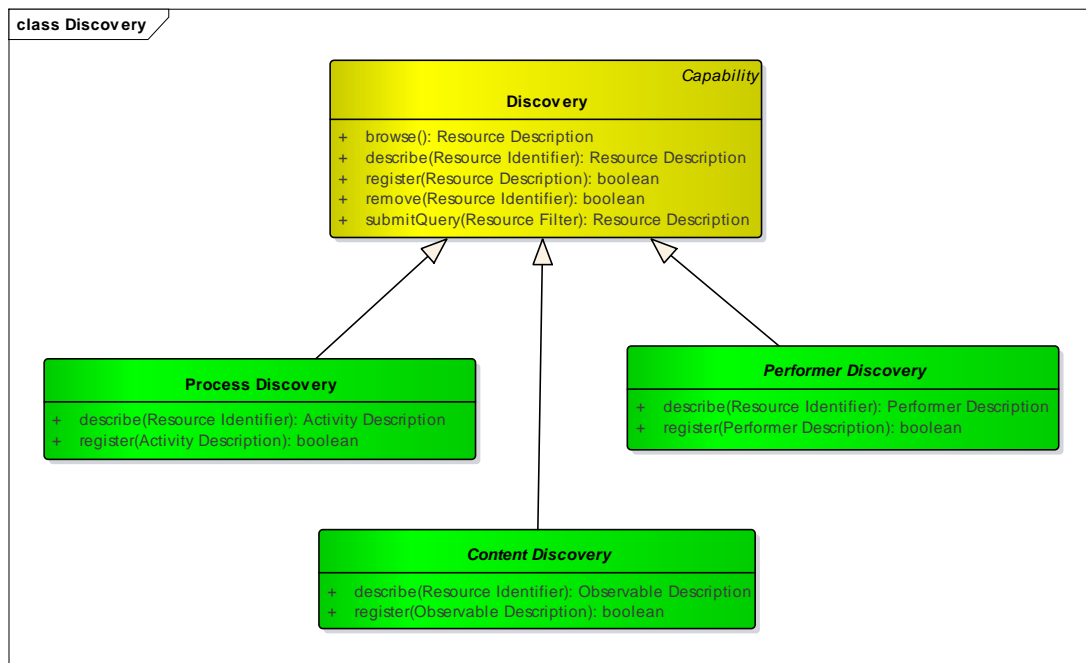 class Discovery
Capability
Discovery
+ browse(): Resource Description
+ describe(Resource Identifier): Resource Description
+ register(Resource Description): boolean
+ remove(Resource Identifier): boolean
+ submitQuery(Resource Filter): Resource Description
Process Discovery
+ describe(Resource Identifier): Activity Description
+ register(Activity Description): boolean
Performer Discovery
+ describe(Resource Identifier): Performer Description
+ register(Performer Description): boolean
Content Discovery
+ describe(Resource Identifier): Observable Description
+ register(Observable Description): boolean